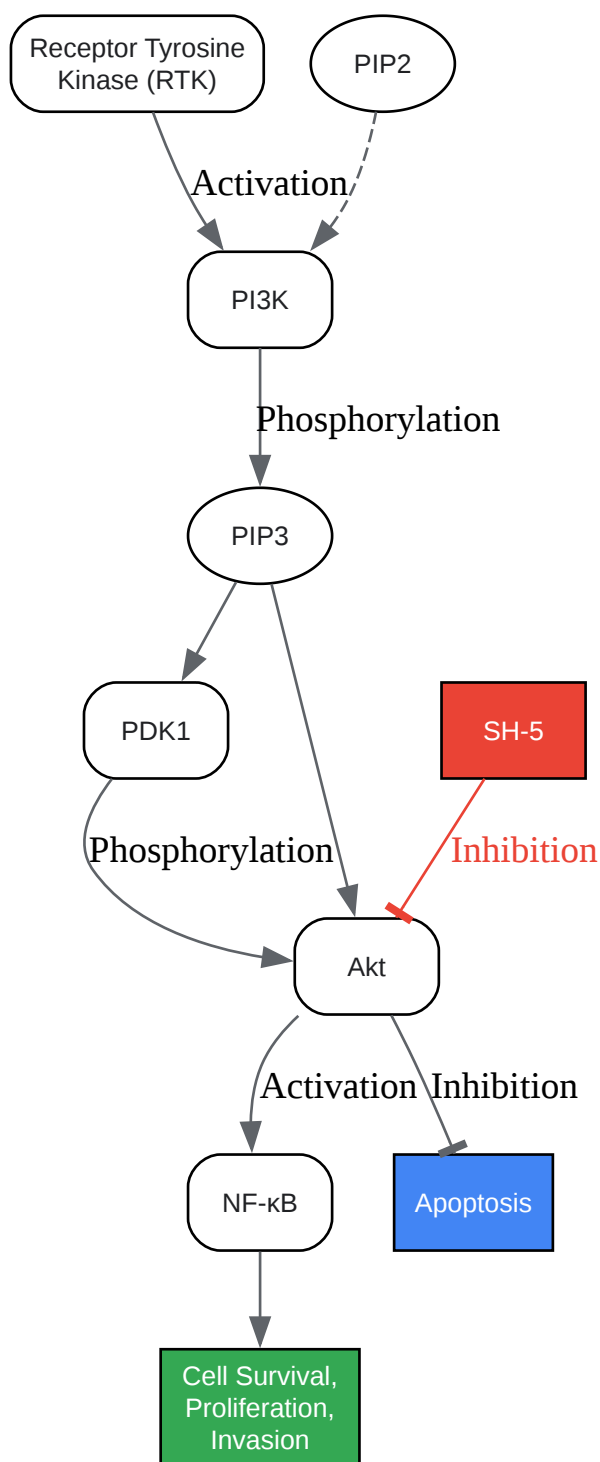 Receptor Tyrosine
Kinase (RTK)
PIP2
Activation
PI3K
Phosphorylation
PIP3
PDK1
SH-5
Phosphorylation
Inhibition
Akt
Activation
Inhibition
NF-κB
Apoptosis
Cell Survival,
Proliferation,
Invasion